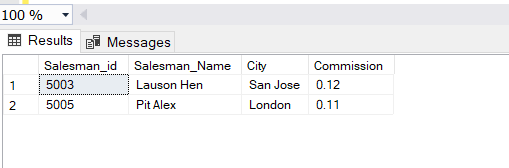 100 %
Results Messages
Salesman_id Salesman_Name City Commission
1 5003 Lauson Hen San Jose 0.12
2 5005 Pit Alex London 0.11